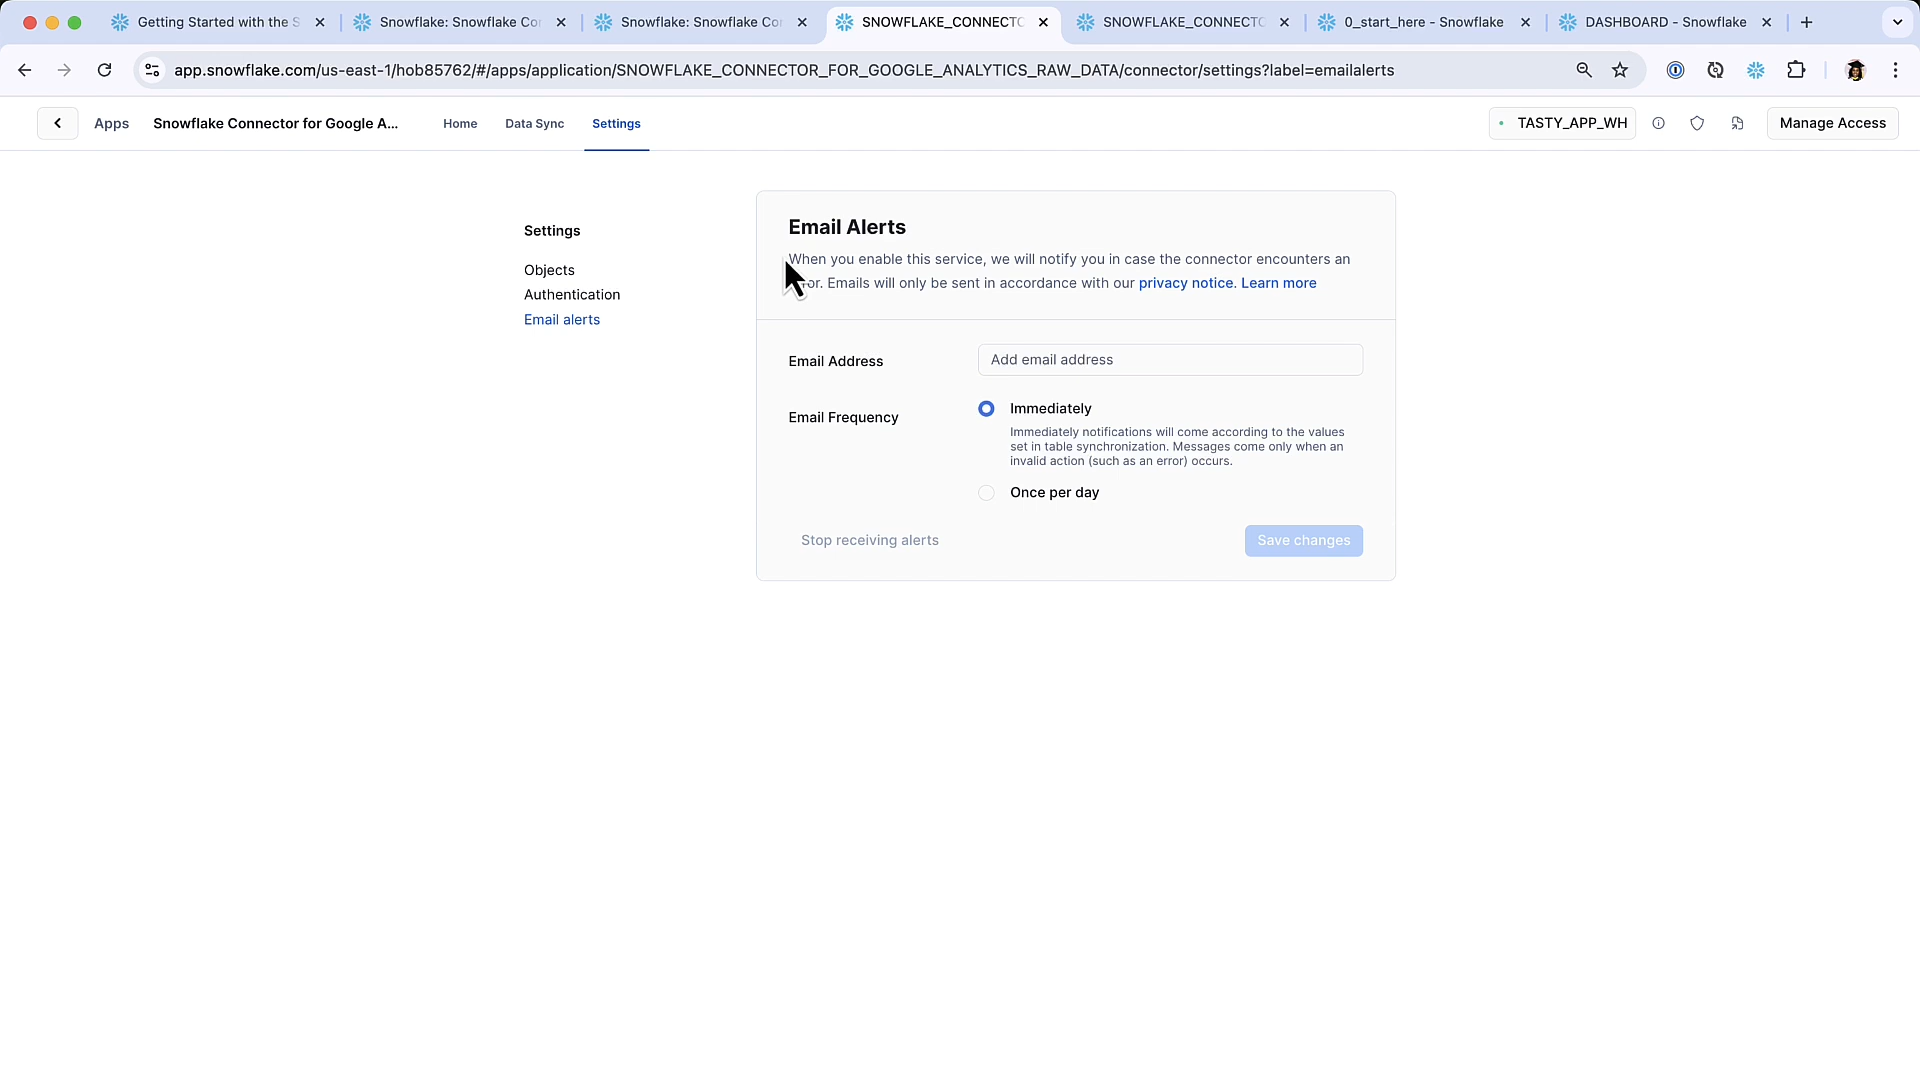 Getting Started with the S
Snowflake: Snowflake Co
Snowflake: Snowflake Co
SNOWFLAKE_CONNECTO
SNOWFLAKE_CONNECTO
0_start_here - Snowflake
DASHBOARD - Snowflake
app.snowflake.com/us-east-1/hob85762/#/apps/application/SNOWFLAKE_CONNECTOR_FOR_GOOGLE_ANALYTICS_RAW_DATA/connector/settings?label=emailalerts
Apps
Snowflake Connector for Google A...
Home
Data Sync
Settings
TASTY_APP_WH
Manage Access
Settings
Objects
Authentication
Email alerts
Email Alerts
When you enable this service, we will notify you in case the connector encounters an
or. Emails will only be sent in accordance with our privacy notice. Learn more
Email Address
Add email address
Email Frequency
Immediately
Immediately notifications will come according to the values
set in table synchronization. Messages come only when an
invalid action (such as an error) occurs.
Once per day
Stop receiving alerts
Save changes